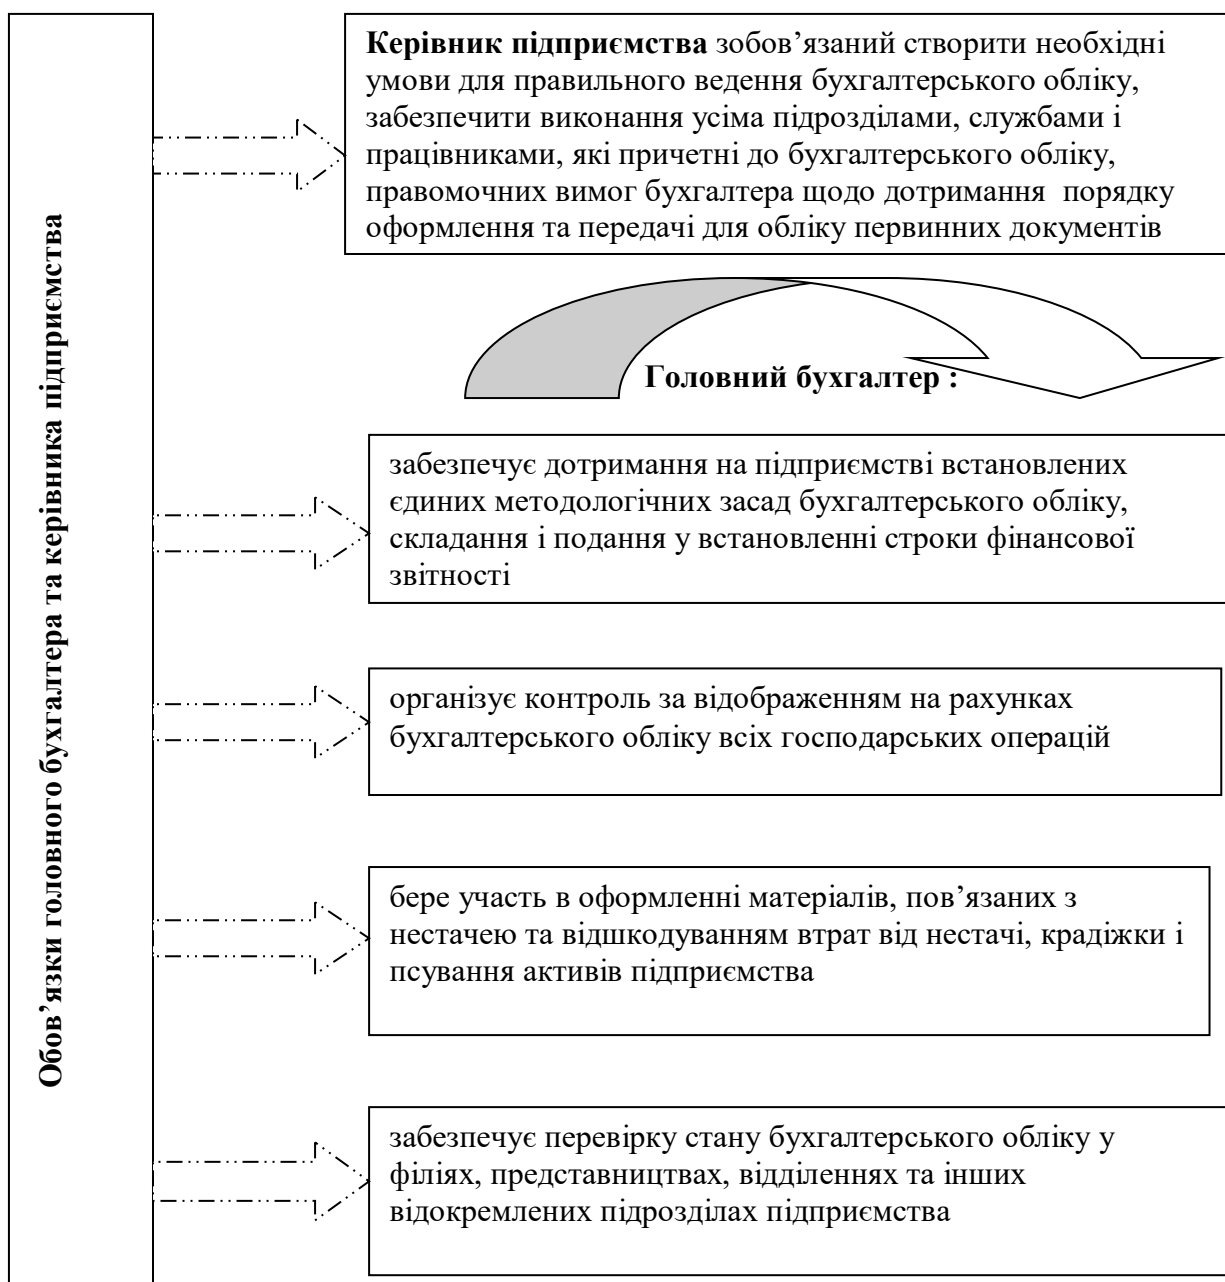 Обов’язки головного бухгалтера та керівника підприємства
Керівник підприємства зобов’язаний створити необхідні
умови для правильного ведення бухгалтерського обліку,
забезпечити виконання усіма підрозділами, службами і
працівниками, які причетні до бухгалтерського обліку,
правомочних вимог бухгалтера щодо дотримання порядку
оформлення та передачі для обліку первинних документів
Головний бухгалтер :
забезпечує дотримання на підприємстві встановлених
єдиних методологічних засад бухгалтерського обліку,
складання і подання у встановленні строки фінансової
звітності
організує контроль за відображенням на рахунках
бухгалтерського обліку всіх господарських операцій
бере участь в оформленні матеріалів, пов’язаних з
нестачею та відшкодуванням втрат від нестачі, крадіжки і
псування активів підприємства
забезпечує перевірку стану бухгалтерського обліку у
філіях, представництвах, відділеннях та інших
відокремлених підрозділах підприємства